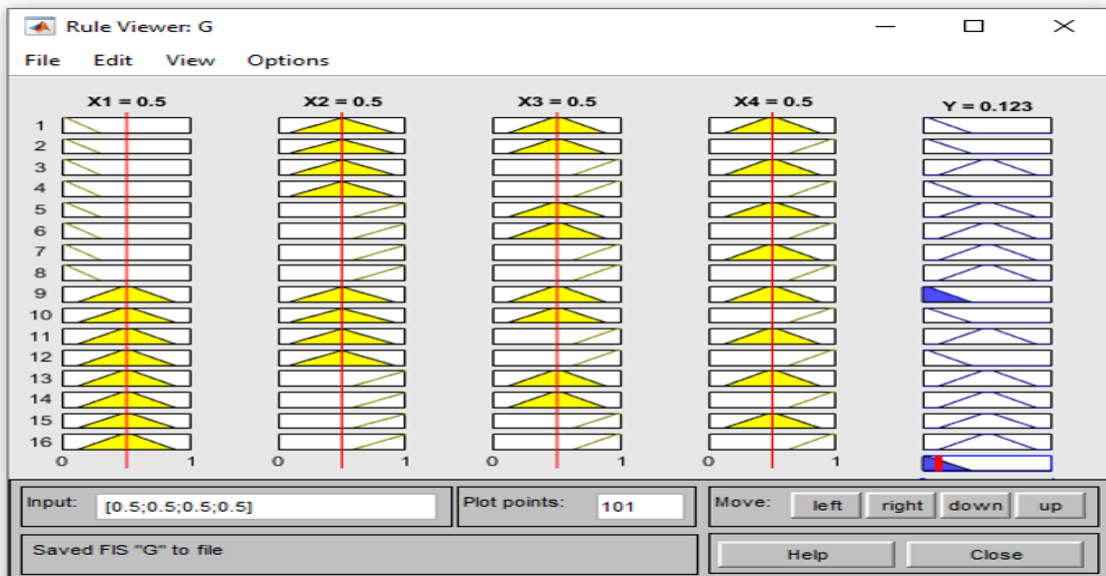 Rule Viewer: G
File Edit View Options
X1 = 0.5 X2 = 0.5 X3 = 0.5 X4 = 0.5 Y = 0.123
1
2
3
4
5
6
7
8
9
10
11
12
13
14
15
16
0 1 0 1 0 1 0 1
Input: [0.5;0.5;0.5;0.5] Plot points: 101 Move: left right down up
Saved FIS "G" to file Help Close